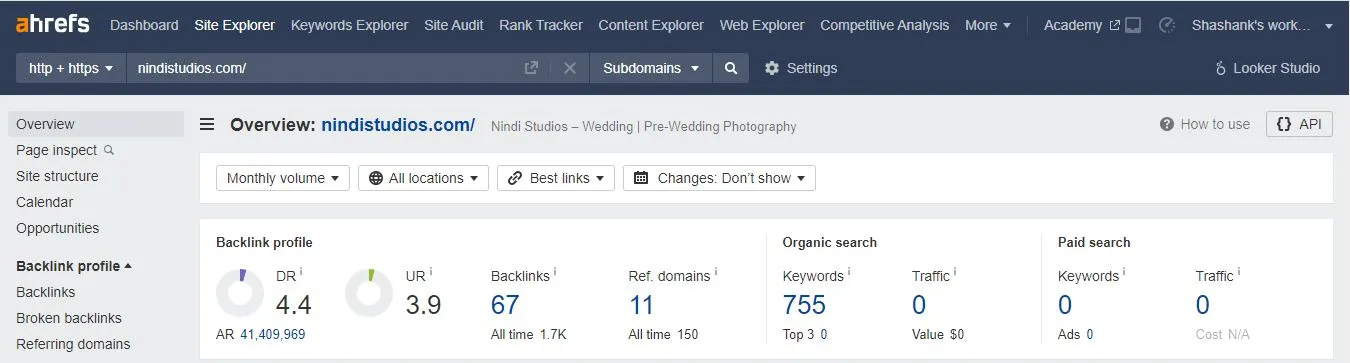 ahrefs Dashboard Site Explorer Keywords Explorer Site Audit Rank Tracker Content Explorer Web Explorer Competitive Analysis More Academy Shashank's work...
http + https nindistudios.com/ Subdomains Settings Looker Studio
Overview
Page inspect
Site structure
Calendar
Opportunities
Backlink profile
Backlinks
Broken backlinks
Referring domains
Overview: nindistudios.com/ Nindi Studios – Wedding | Pre-Wedding Photography How to use {} API
Monthly volume All locations Best links Changes: Don't show
Backlink profile
DR i UR i Backlinks i Ref. domains i
4.4 3.9 67 11
AR 41,409,969 All time 1.7K All time 150
Organic search
Keywords i Traffic i
755 0
Top 3 0 Value $0
Paid search
Keywords i Traffic i
0 0
Ads 0 Cost N/A